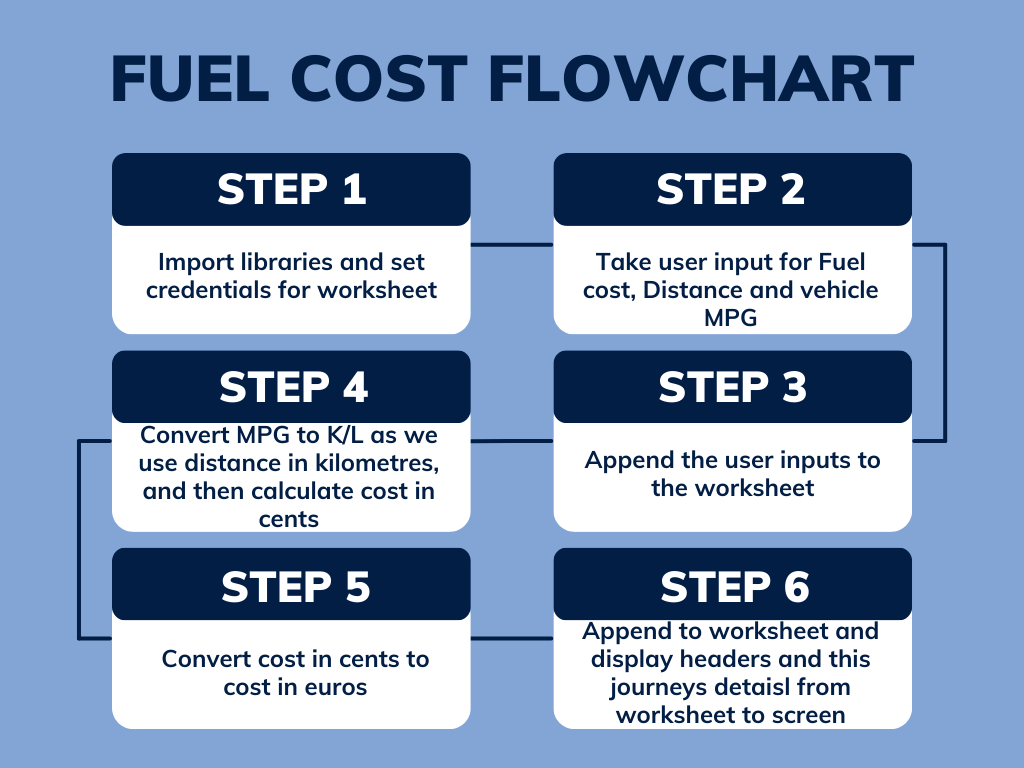 FUEL COST FLOWCHART
STEP 1
Import libraries and set
credentials for worksheet
STEP 2
Take user input for Fuel
cost, Distance and vehicle
MPG
STEP 3
Append the user inputs to
the worksheet
STEP 4
Convert MPG to K/L as we
use distance in kilometres,
and then calculate cost in
cents
STEP 5
Convert cost in cents to
cost in euros
STEP 6
Append to worksheet and
display headers and this
journeys detaisl from
worksheet to screen